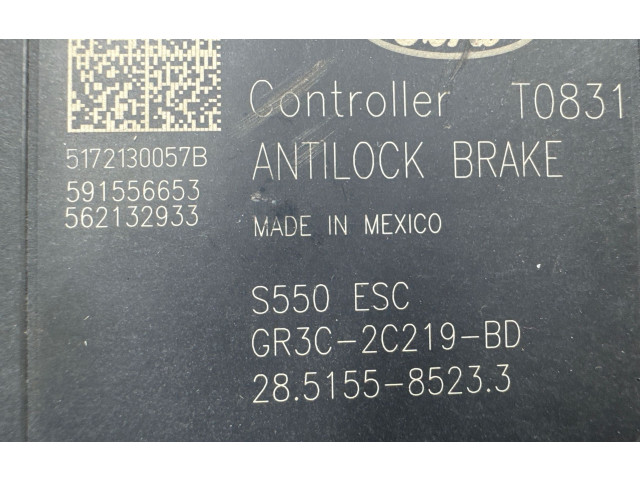 Controller T0831
5172130057B
ANTILOCK BRAKE
591556653
562132933
MADE IN MEXICO
S550 ESC
GR3C-2C219-BD
28.5155-8523.3